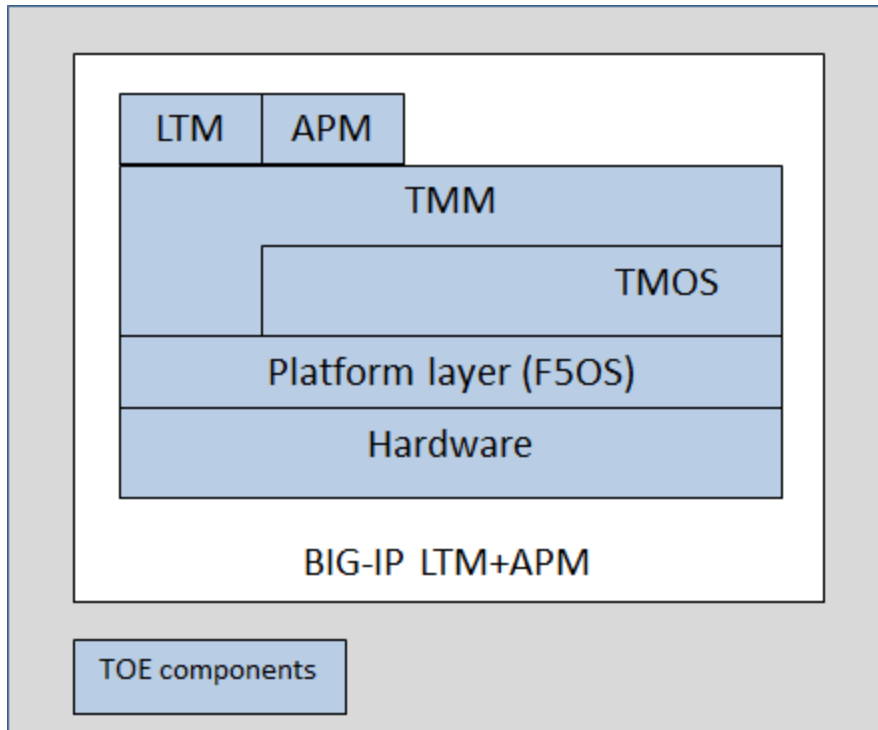 LTM APM
TMM
TMOS
Platform layer (F5OS)
Hardware
BIG-IP LTM+APM
TOE components